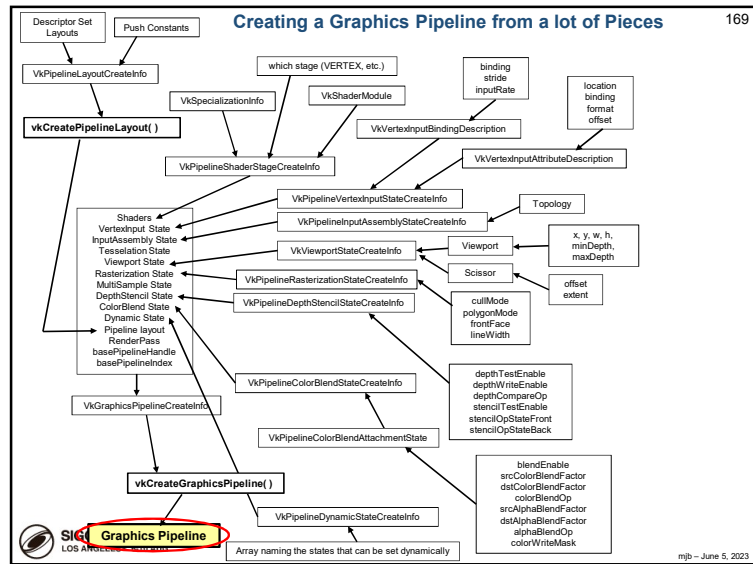 Creating a Graphics Pipeline from a lot of Pieces
169
Descriptor Set
Layouts
Push Constants
VkPipelineLayoutCreateInfo
vkCreatePipelineLayout( )
which stage (VERTEX, etc.)
VkSpecializationInfo
VkShaderModule
VkPipelineShaderStageCreateInfo
binding
stride
inputRate
VkVertexInputBindingDescription
location
binding
format
offset
VkVertexInputAttributeDescription
VkPipelineVertexInputStateCreateInfo
VkPipelineInputAssemblyStateCreateInfo
Topology
Shaders
VertexInput State
InputAssembly State
Tesselation State
Viewport State
Rasterization State
MultiSample State
DepthStencil State
ColorBlend State
Dynamic State
Pipeline layout
RenderPass
basePipelineHandle
basePipelineIndex
VkViewportStateCreateInfo
Viewport
x, y, w, h,
minDepth,
maxDepth
Scissor
offset
extent
VkPipelineRasterizationStateCreateInfo
cullMode
polygonMode
frontFace
lineWidth
VkPipelineDepthStencilStateCreateInfo
depthTestEnable
depthWriteEnable
depthCompareOp
stencilTestEnable
stencilOpStateFront
stencilOpStateBack
VkPipelineColorBlendStateCreateInfo
VkGraphicsPipelineCreateInfo
VkPipelineColorBlendAttachmentState
blendEnable
srcColorBlendFactor
dstColorBlendFactor
colorBlendOp
srcAlphaBlendFactor
dstAlphaBlendFactor
alphaBlendOp
colorWriteMask
vkCreateGraphicsPipeline( )
VkPipelineDynamicStateCreateInfo
Graphics Pipeline
Array naming the states that can be set dynamically
LOS ANGELES
mjb – June 5, 2023